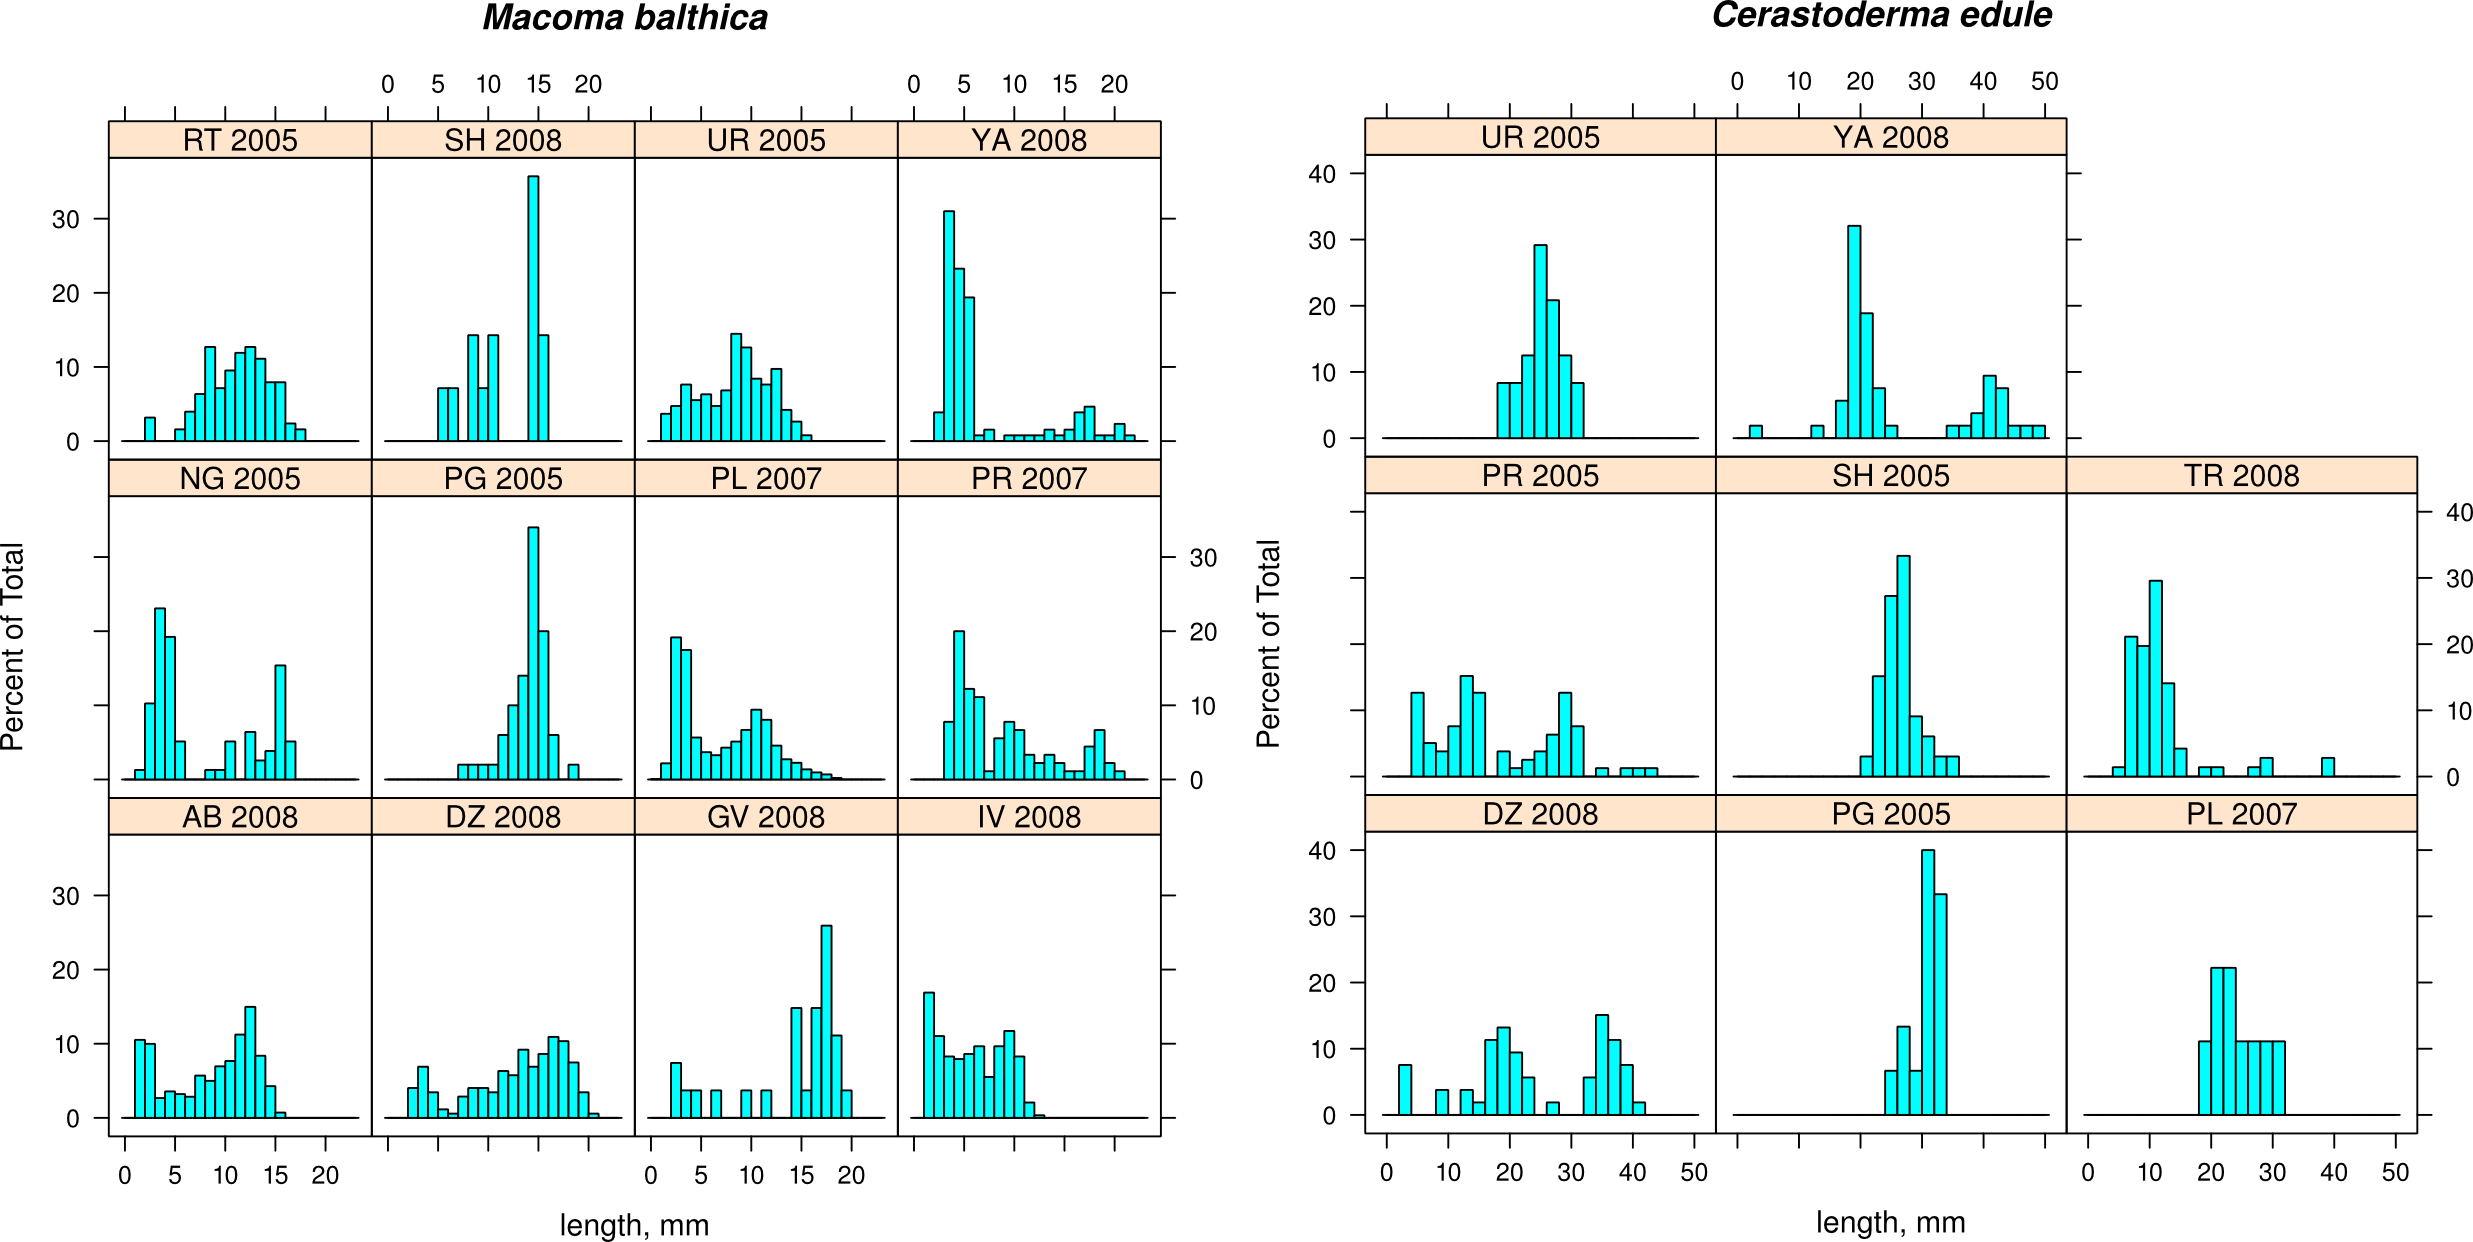 Macoma balthica
0 5 10 15 20 0 5 10 15 20
RT 2005 SH 2008 UR 2005 YA 2008
30
20
10
0
NG 2005 PG 2005 PL 2007 PR 2007
30
20
10
0
AB 2008 DZ 2008 GV 2008 IV 2008
30
20
10
0
0 5 10 15 20 0 5 10 15 20
Percent of Total
length, mm
Cerastoderma edule
0 10 20 30 40 50
UR 2005 YA 2008
40
30
20
10
0
PR 2005 SH 2005 TR 2008
40
30
20
10
0
DZ 2008 PG 2005 PL 2007
40
30
20
10
0
0 10 20 30 40 50 0 10 20 30 40 50
Percent of Total
length, mm